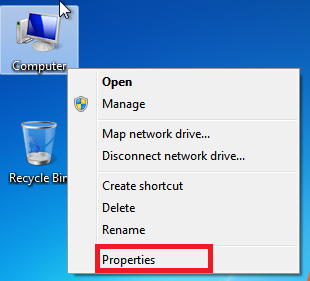 Computer
Open
Manage
Map network drive...
Disconnect network drive...
Recycle Bin
Create shortcut
Delete
Rename
Properties